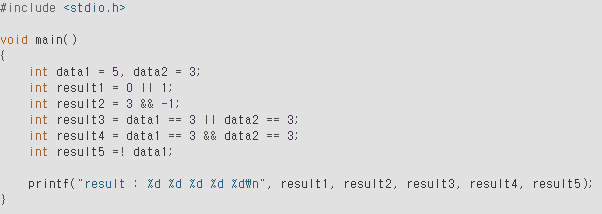 #include <stdio.h>
void main()
{
int data1 = 5, data2 = 3;
int result1 = 0 || 1;
int result2 = 3 && -1;
int result3 = data1 == 3 || data2 == 3;
int result4 = data1 == 3 && data2 == 3;
int result5 =! data1;
printf("result : %d %d %d %d %d₩n", result1, result2, result3, result4, result5);
}